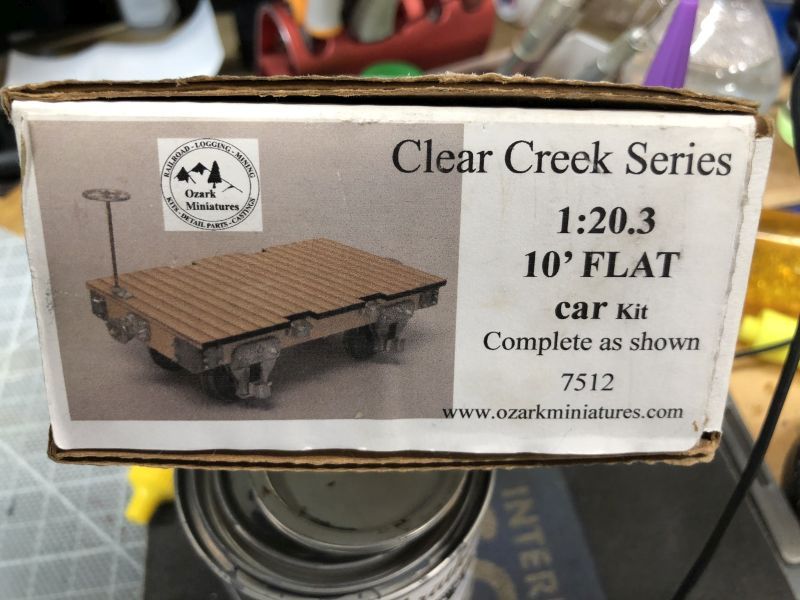 RAILROAD - LOGGING - MINING
Ozark
Miniatures
KITS - DETAIL PARTS - CASTINGS
Clear Creek Series
1:20.3
10' FLAT
car Kit
Complete as shown
7512
www.ozarkminiatures.com
INTER